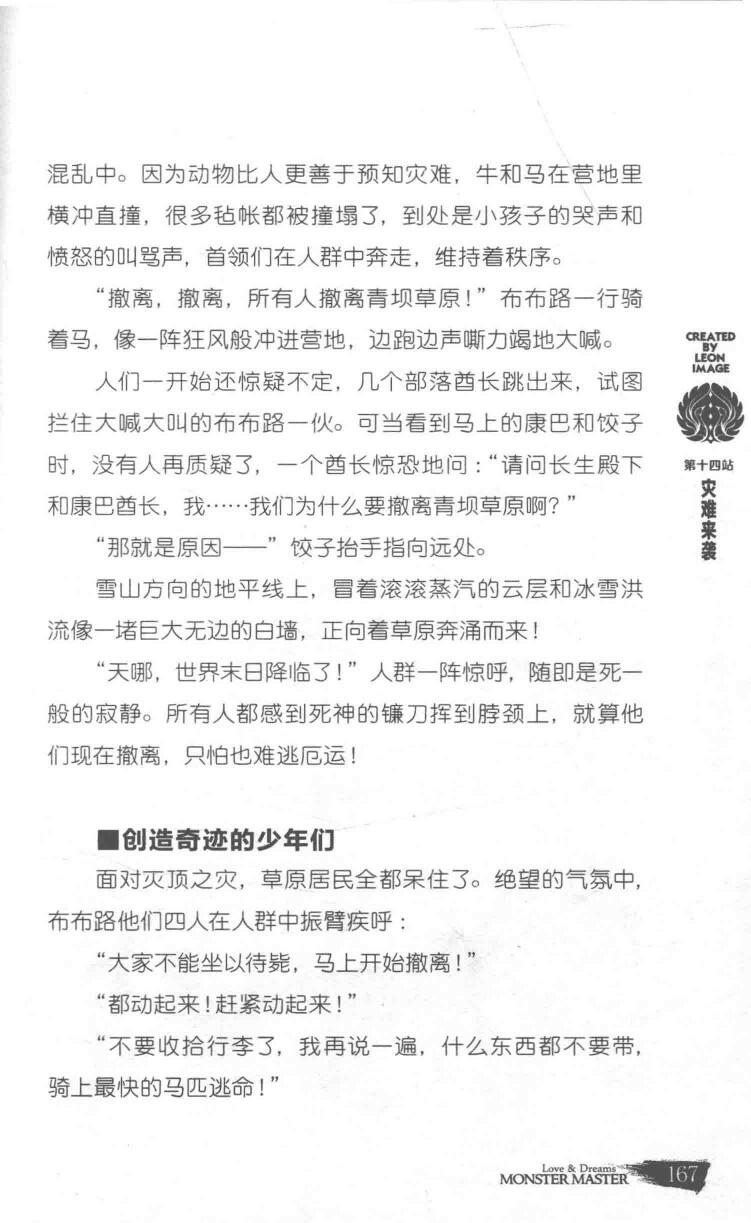 混乱中。因为动物比人更善于预知灾难，牛和马在营地里
横冲直撞，很多毡帐都被撞塌了，到处是小孩子的哭声和
愤怒的叫骂声，首领们在人群中奔走，维持着秩序。
“撤离，撤离，所有人撤离青坝草原！”布布路一行骑
着马，像一阵狂风般冲进营地，边跑边声嘶力竭地大喊。
人们一开始还惊疑不定，几个部落酋长跳出来，试图
拦住大喊大叫的布布路一伙。可当看到马上的康巴和饺子
时，没有人再质疑了，一个酋长惊恐地问：“请问长生殿下
和康巴酋长，我……我们为什么要撤离青坝草原啊？”
“那就是原因——”饺子抬手指向远处。
雪山方向的地平线上，冒着滚滚蒸汽的云层和冰雪洪
流像一堵巨大无边的白墙，正向着草原奔涌而来！
“天哪，世界末日降临了！”人群一阵惊呼，随即是死一
般的寂静。所有人都感到死神的镰刀挥到脖颈上，就算他
们现在撤离，只怕也难逃厄运！
■创造奇迹的少年们
面对灭顶之灾，草原居民全都呆住了。绝望的气氛中，
布布路他们四人在人群中振臂疾呼：
“大家不能坐以待毙，马上开始撤离！”
“都动起来！赶紧动起来！”
“不要收拾行李了，我再说一遍，什么东西都不要带，
骑上最快的马匹逃命！”
CREATED
BY
LEON
IMAGE
第十四站
灾难来袭
Love & Dreams
MONSTER MASTER
167